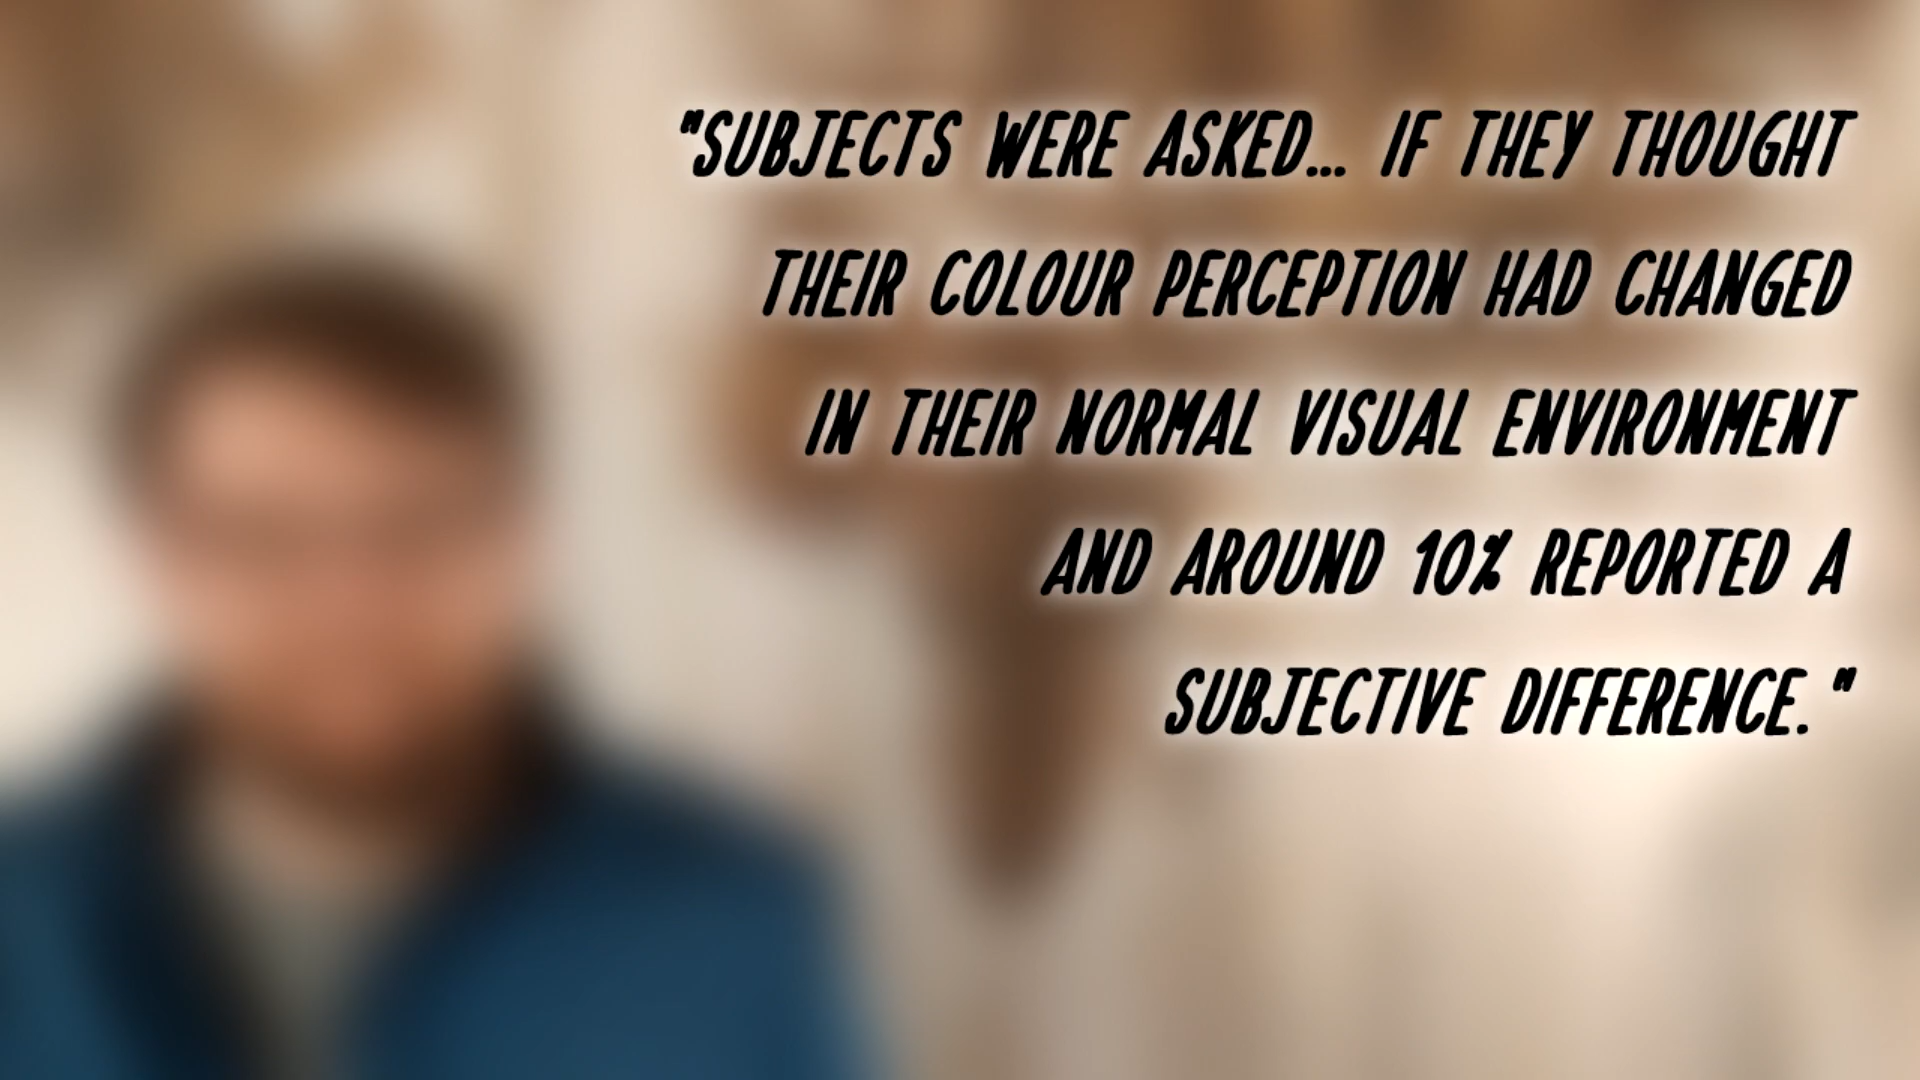 "SUBJECTS WERE ASKED... IF THEY THOUGHT
THEIR COLOUR PERCEPTION HAD CHANGED
IN THEIR NORMAL VISUAL ENVIRONMENT
AND AROUND 10% REPORTED A
SUBJECTIVE DIFFERENCE."